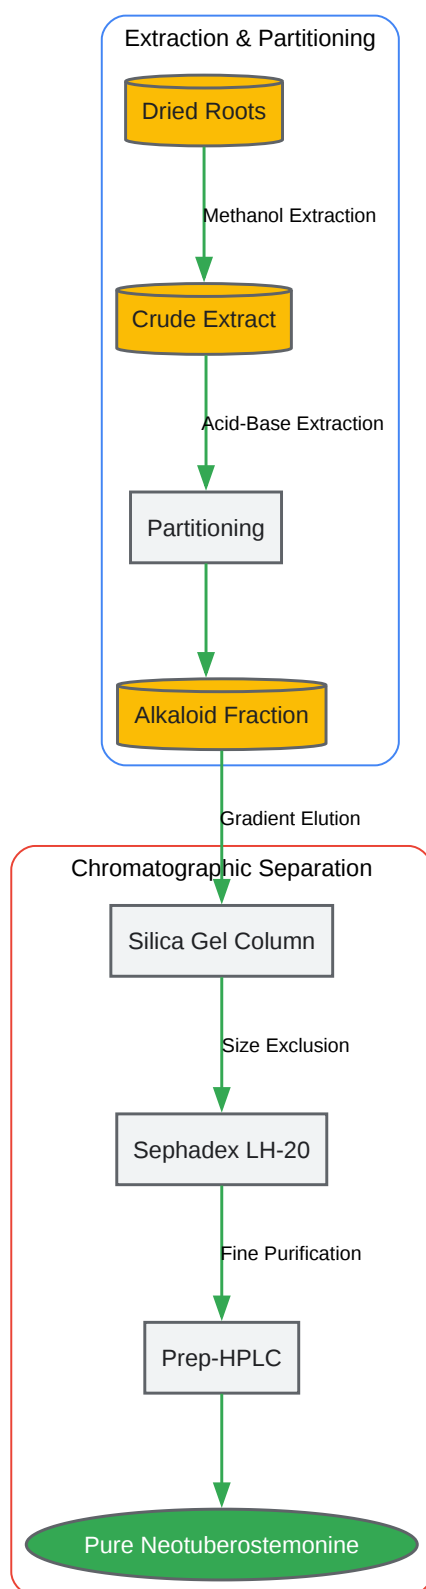 Extraction & Partitioning
Dried Roots
Methanol Extraction
Crude Extract
Acid-Base Extraction
Partitioning
Alkaloid Fraction
Gradient Elution
Chromatographic Separation
Silica Gel Column
Size Exclusion
Sephadex LH-20
Fine Purification
Prep-HPLC
Pure Neotuberostemonine